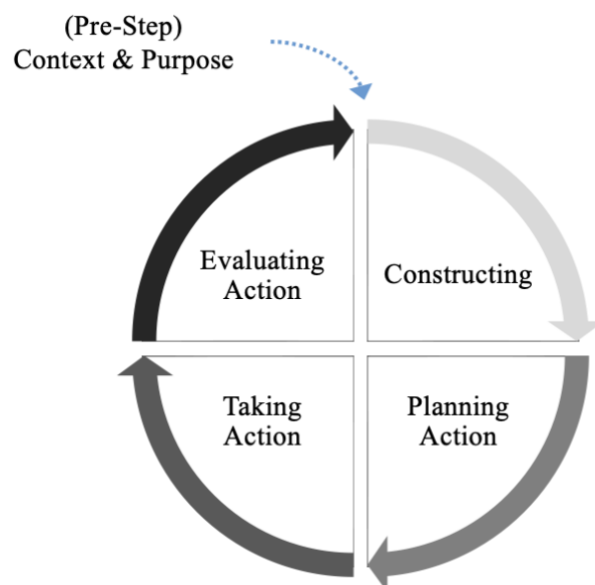 (Pre-Step)
Context & Purpose
Evaluating
Action
Constructing
Taking
Action
Planning
Action